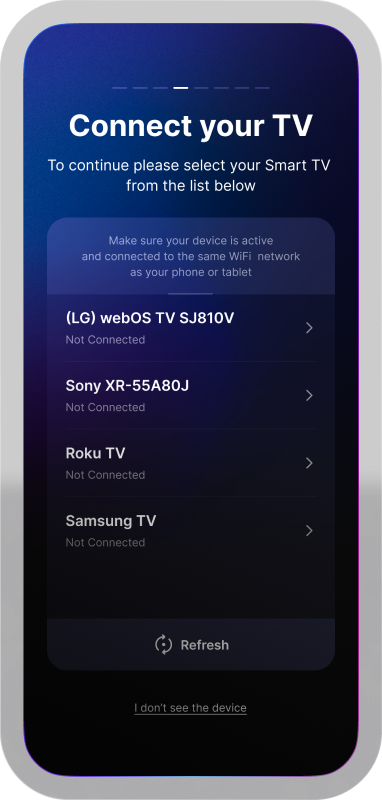 Connect your TV
To continue please select your Smart TV
from the list below
Make sure your device is active
and connected to the same WiFi network
as your phone or tablet
(LG) webOS TV SJ810V
Not Connected
Sony XR-55A80J
Not Connected
Roku TV
Not Connected
Samsung TV
Not Connected
Refresh
I don't see the device